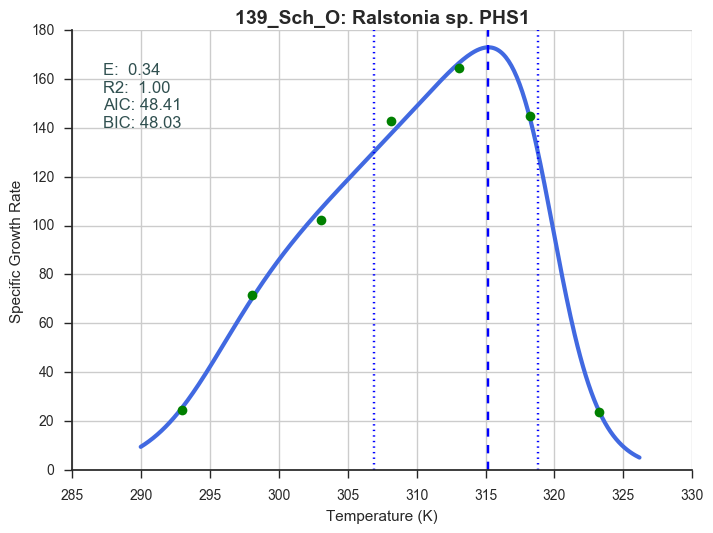 139_Sch_O: Ralstonia sp. PHS1
E: 0.34
R2: 1.00
AIC: 48.41
BIC: 48.03
Specific Growth Rate
180
160
140
120
100
80
60
40
20
0
285 290 295 300 305 310 315 320 325 330
Temperature (K)